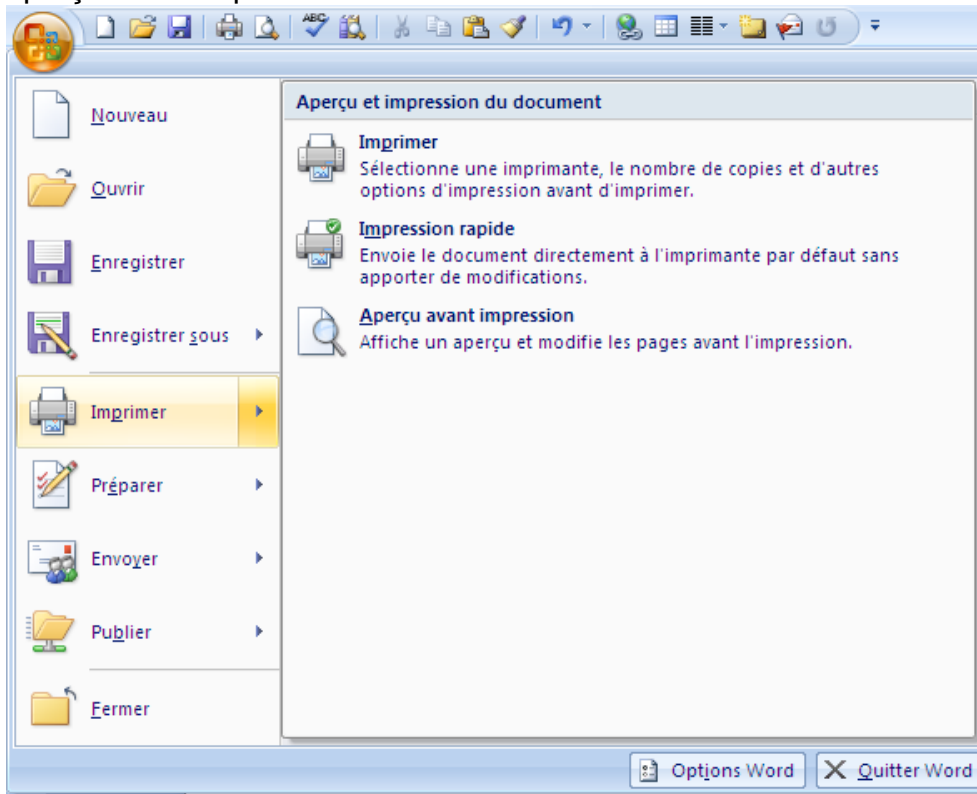 ABC
Nouveau
Ouvrir
Enregistrer
Enregistrer sous
Imprimer
Préparer
Envoyer
Publier
Fermer
Aperçu et impression du document
Imprimer
Sélectionne une imprimante, le nombre de copies et d'autres
options d'impression avant d'imprimer.
Impression rapide
Envoie le document directement à l'imprimante par défaut sans
apporter de modifications.
Aperçu avant impression
Affiche un aperçu et modifie les pages avant l'impression.
Options Word
Quitter Word